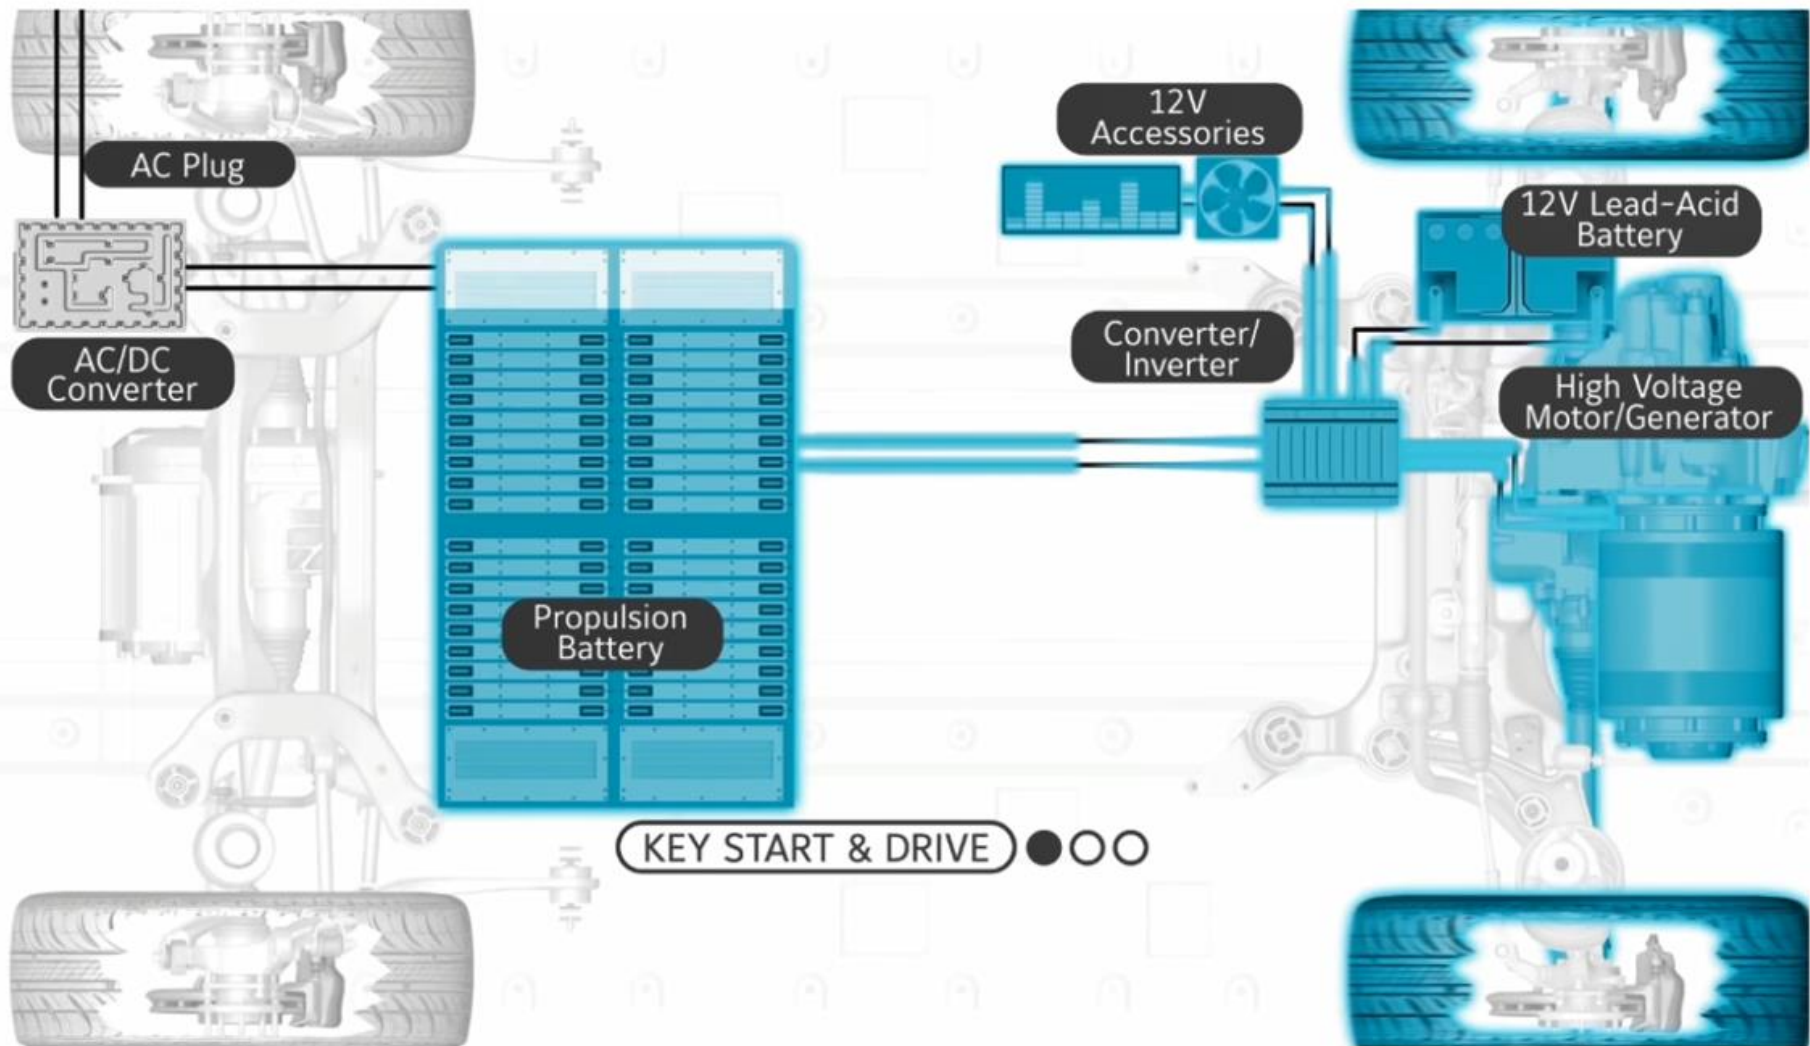 12V
Accessories
AC Plug
12V Lead-Acid
Battery
Converter/
Inverter
AC/DC
Converter
High Voltage
Motor/Generator
Propulsion
Battery
KEY START & DRIVE